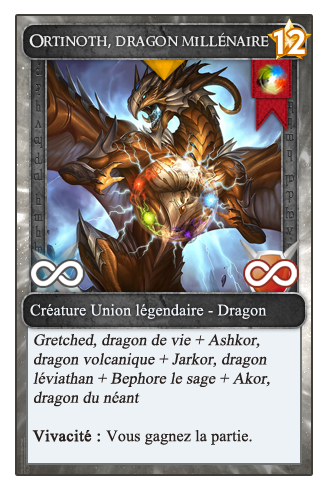 ORTINOTH, DRAGON MILLÉNAIRE 12
∞ ∞
Créature Union légendaire - Dragon
Gretched, dragon de vie + Ashkor,
dragon volcanique + Jarkor, dragon
léviathan + Bephore le sage + Akor,
dragon du néant
Vivacité : Vous gagnez la partie.